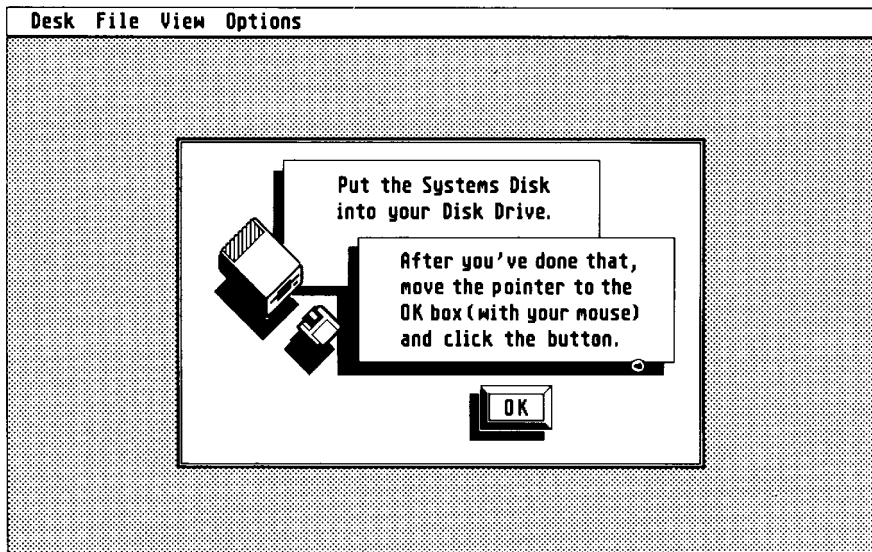 Desk File View Options
Put the Systems Disk
into your Disk Drive.
After you've done that,
move the pointer to the
OK box(with your mouse)
and click the button.
OK